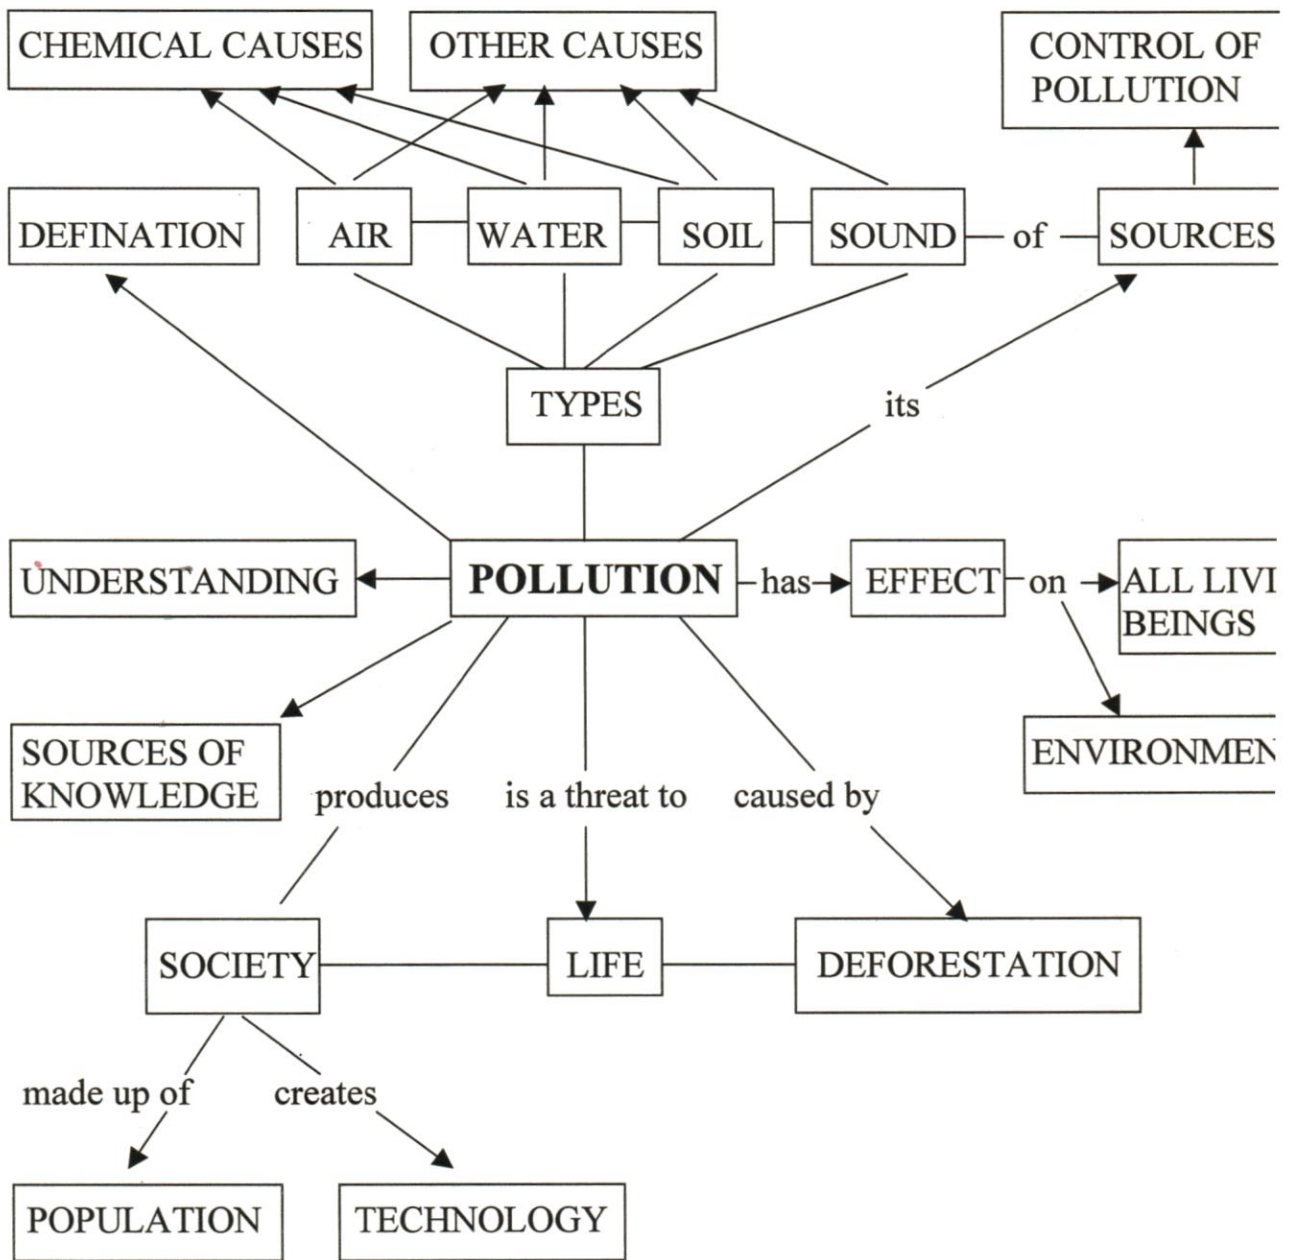 CHEMICAL CAUSES
OTHER CAUSES
CONTROL OF
POLLUTION
DEFINATION
AIR
WATER
SOIL
SOUND
of
SOURCES
TYPES
its
UNDERSTANDING
POLLUTION
has
EFFECT
on
ALL LIVI
BEINGS
SOURCES OF
KNOWLEDGE
ENVIRONMEN
produces
is a threat to
caused by
SOCIETY
LIFE
DEFORESTATION
made up of
creates
POPULATION
TECHNOLOGY